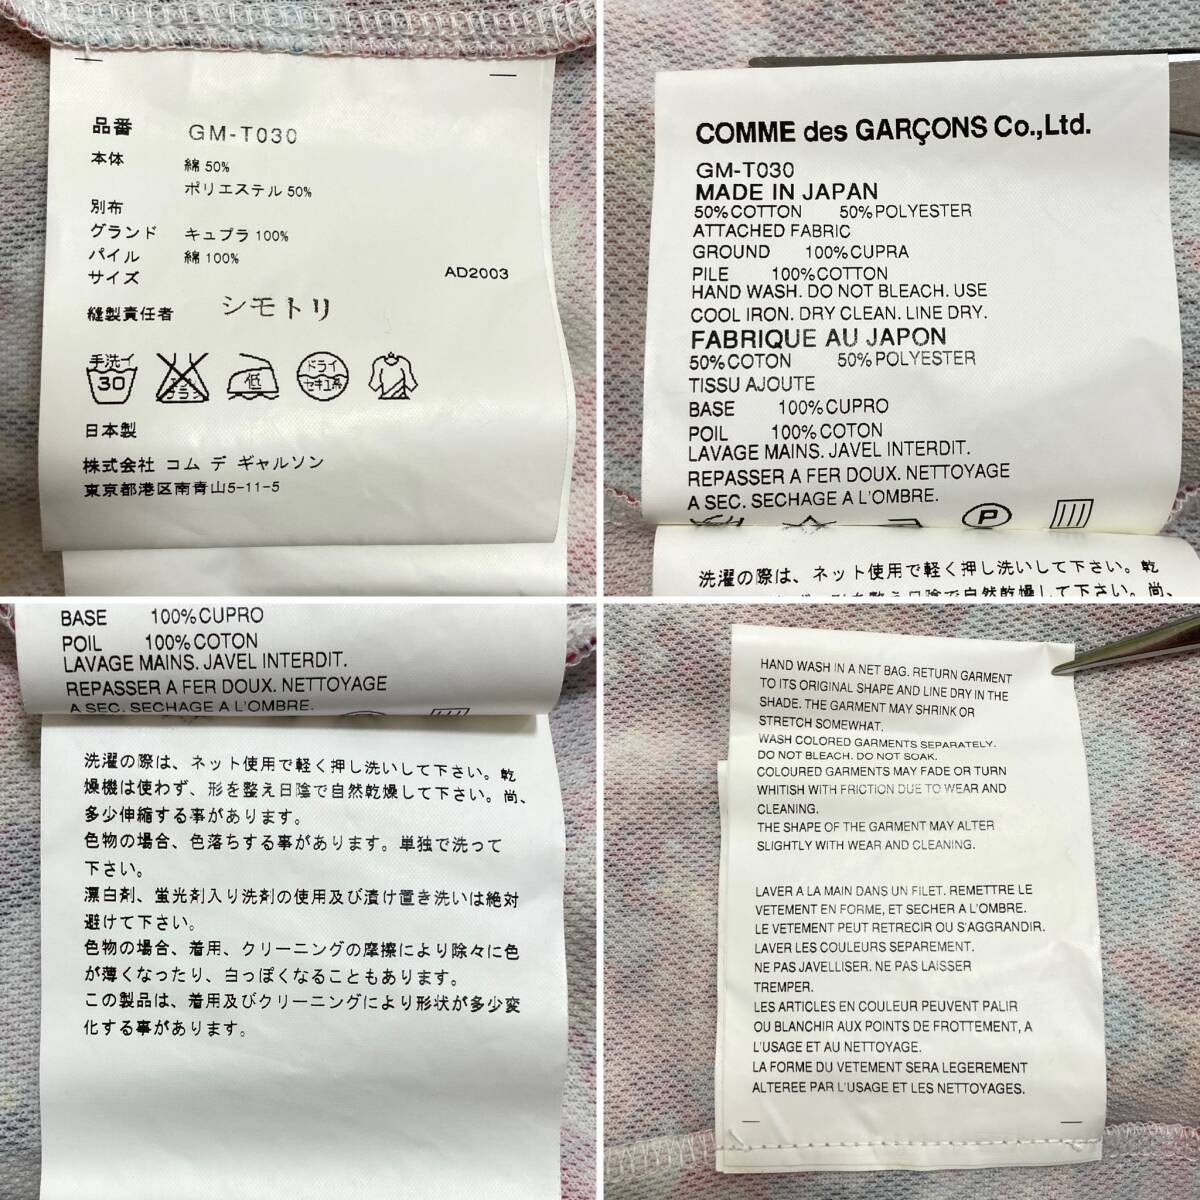 品番 GM-T030
本体 綿 50%
ポリエステル 50%
別布
グランド キュプラ 100%
パイル 綿 100%
サイズ AD2003
縫製責任者 シモトリ
手洗イ
30 低 ドライ
セキユ系
日本製
株式会社 コム デ ギャルソン
東京都港区南青山5-11-5
COMME des GARÇONS Co.,Ltd.
GM-T030
MADE IN JAPAN
50% COTTON 50% POLYESTER
ATTACHED FABRIC
GROUND 100% CUPRA
PILE 100% COTTON
HAND WASH. DO NOT BLEACH. USE
COOL IRON. DRY CLEAN. LINE DRY.
FABRIQUE AU JAPON
50% COTON 50% POLYESTER
TISSU AJOUTE
BASE 100% CUPRO
POIL 100% COTON
LAVAGE MAINS. JAVEL INTERDIT.
REPASSER A FER DOUX. NETTOYAGE
A SEC. SECHAGE A L'OMBRE.
P
洗濯の際は、ネット使用で軽く押し洗いして下さい。乾
形を整え日陰で自然乾燥して下さい。尚、
BASE 100% CUPRO
POIL 100% COTON
LAVAGE MAINS. JAVEL INTERDIT.
REPASSER A FER DOUX. NETTOYAGE
A SEC. SECHAGE A L'OMBRE.
洗濯の際は、ネット使用で軽く押し洗いして下さい。乾
燥機は使わず、形を整え日陰で自然乾燥して下さい。尚、
多少伸縮する事があります。
色物の場合、色落ちする事があります。単独で洗って
下さい。
漂白剤、蛍光剤入り洗剤の使用及び漬け置き洗いは絶対
避けて下さい。
色物の場合、着用、クリーニングの摩擦により除々に色
が薄くなったり、白っぽくなることもあります。
この製品は、着用及びクリーニングにより形状が多少変
化する事があります。
HAND WASH IN A NET BAG. RETURN GARMENT
TO ITS ORIGINAL SHAPE AND LINE DRY IN THE
SHADE. THE GARMENT MAY SHRINK OR
STRETCH SOMEWHAT.
WASH COLORED GARMENTS SEPARATELY.
DO NOT BLEACH. DO NOT SOAK.
COLOURED GARMENTS MAY FADE OR TURN
WHITISH WITH FRICTION DUE TO WEAR AND
CLEANING.
THE SHAPE OF THE GARMENT MAY ALTER
SLIGHTLY WITH WEAR AND CLEANING.
LAVER A LA MAIN DANS UN FILET. REMETTRE LE
VETEMENT EN FORME, ET SECHER A L'OMBRE.
LE VETEMENT PEUT RETRECIR OU S'AGGRANDIR.
LAVER LES COULEURS SEPAREMENT.
NE PAS JAVELLISER. NE PAS LAISSER
TREMPER.
LES ARTICLES EN COULEUR PEUVENT PALIR
OU BLANCHIR AUX POINTS DE FROTTEMENT, A
L'USAGE ET AU NETTOYAGE.
LA FORME DU VETEMENT SERA LEGEREMENT
ALTEREE PAR L'USAGE ET LES NETTOYAGES.